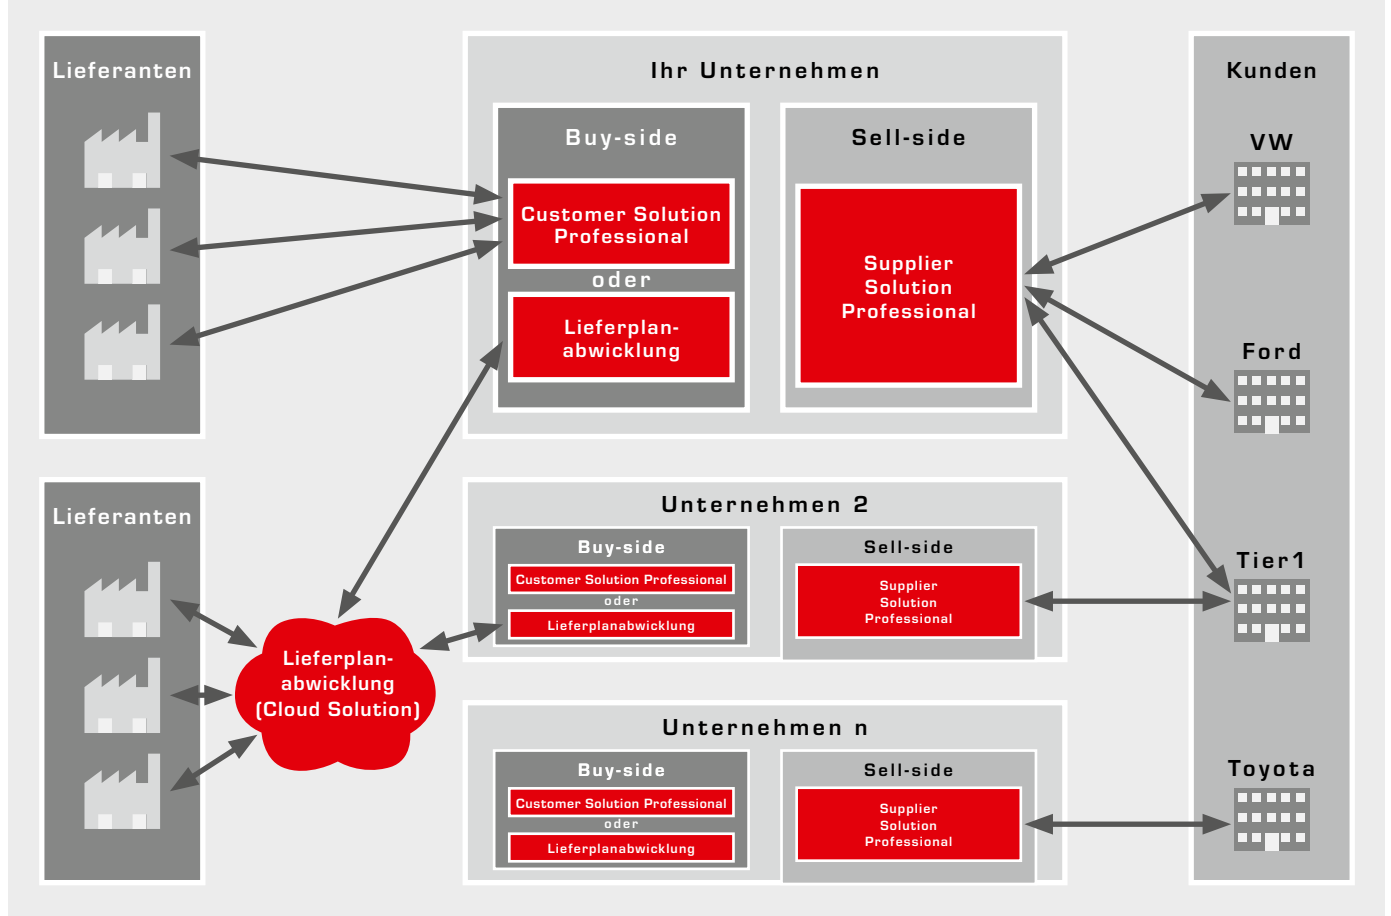 Lieferanten
Ihr Unternehmen
Buy-side
Customer Solution
Professional
oder
Lieferplan-
abwicklung
Sell-side
Supplier
Solution
Professional
Kunden
VW
Ford
Tier1
Toyota
Lieferanten
Lieferplan-
abwicklung
(Cloud Solution)
Unternehmen 2
Buy-side
Customer Solution Professional
oder
Lieferplanabwicklung
Sell-side
Supplier
Solution
Professional
Unternehmen n
Buy-side
Customer Solution Professional
oder
Lieferplanabwicklung
Sell-side
Supplier
Solution
Professional